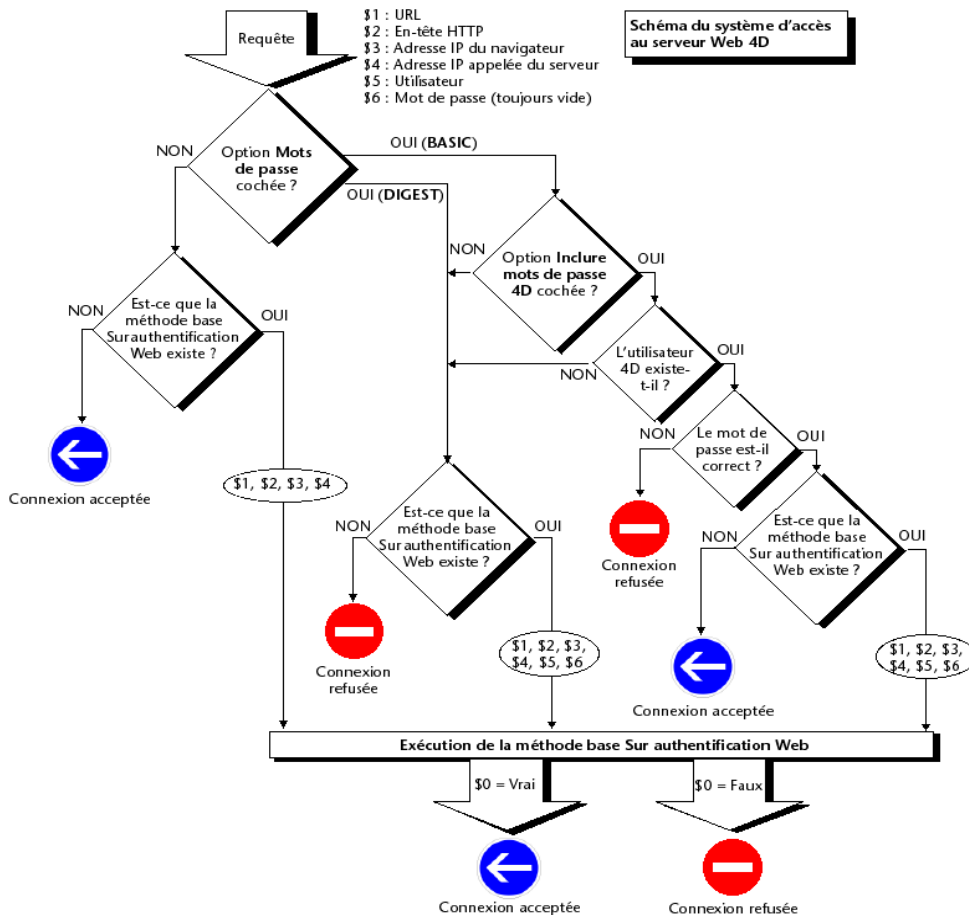 Requête
$1 : URL
$2 : En-tête HTTP
$3 : Adresse IP du navigateur
$4 : Adresse IP appelée du serveur
$5 : Utilisateur
$6 : Mot de passe (toujours vide)
Schéma du système d'accès
au serveur Web 4D
NON
Option Mots
de passe
cochée ?
OUI (BASIC)
OUI (DIGEST)
NON
Option Inclure
mots de passe
4D cochée ?
OUI
NON
Est-ce que la
méthode base
Sur authentification
Web existe ?
OUI
NON
L'utilisateur
4D existe-
t-il ?
OUI
NON
Le mot de
passe est-il
correct ?
OUI
Connexion acceptée
$1, $2, $3, $4
NON
Est-ce que la
méthode base
Sur authentification
Web existe ?
OUI
Connexion
refusée
NON
Est-ce que la
méthode base
Sur authentification
Web existe ?
OUI
Connexion
refusée
$1, $2, $3,
$4, $5, $6
Connexion acceptée
$1, $2, $3,
$4, $5, $6
Exécution de la méthode base Sur authentification Web
$0 = Vrai
$0 = Faux
Connexion acceptée
Connexion refusée